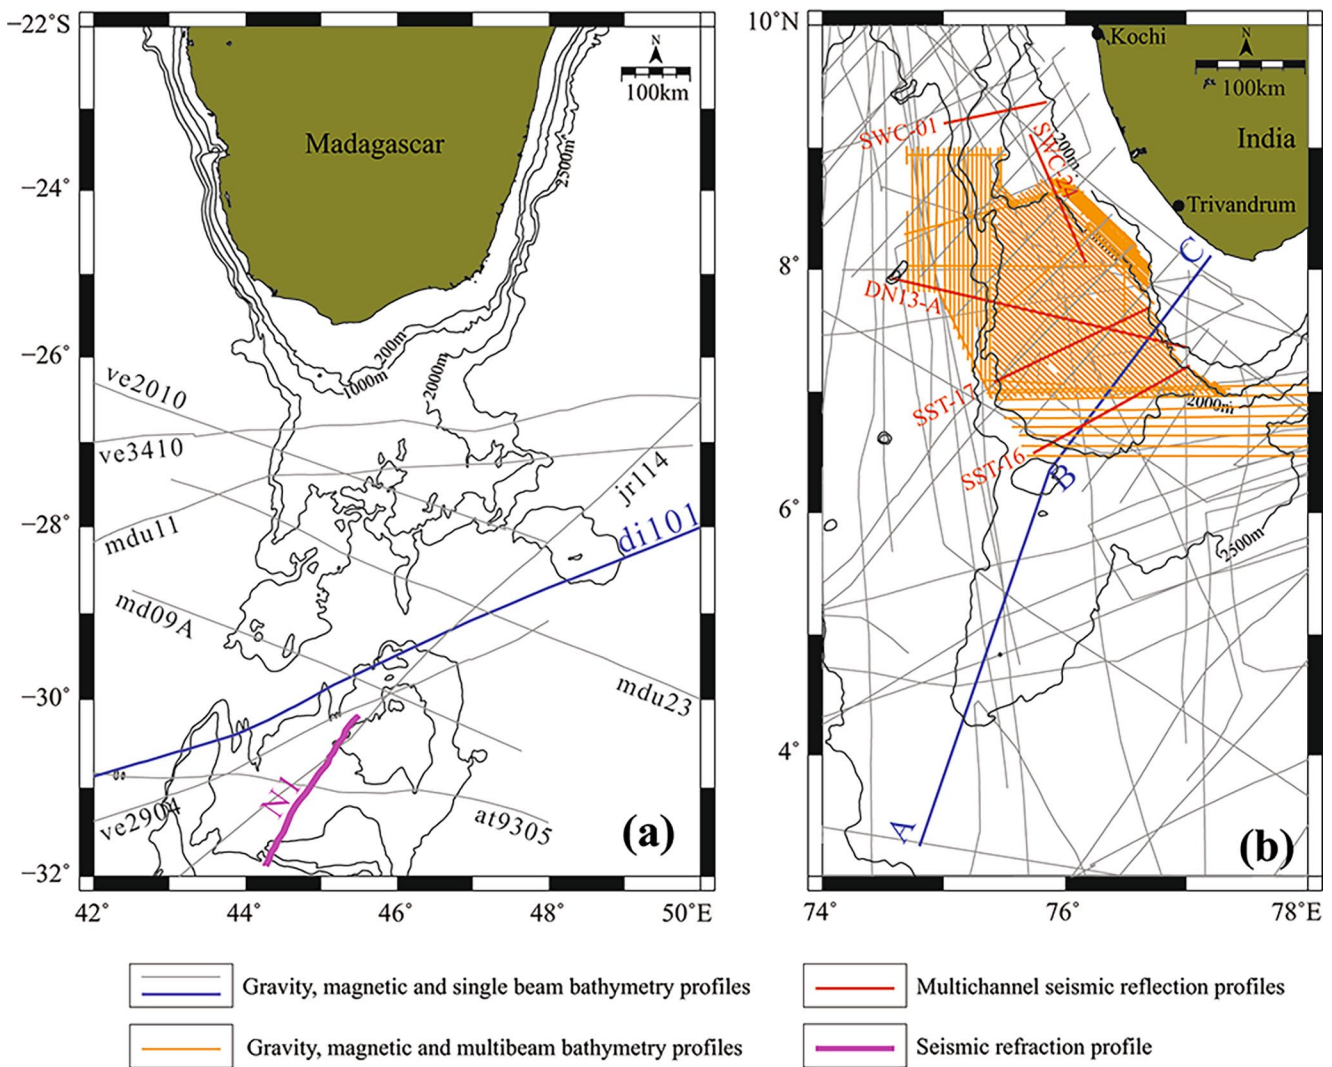 −22˚S
−24˚
−26˚
−28˚
−30˚
−32˚
42˚
44˚
46˚
48˚
50˚E
N
100km
Madagascar
2500m
200m
1000m
2000m
ve2010
ve3410
mdu11
jr114
di101
md09A
mdu23
N1
ve2904
at9305
(a)
10˚N
8˚
6˚
4˚
74˚
76˚
78˚E
Kochi
N
100km
India
Trivandrum
SWC-01
200m
SWC-24
C
DN13-A
SST-17
2000m
SST-16
B
2500m
A
(b)
Gravity, magnetic and single beam bathymetry profiles
Multichannel seismic reflection profiles
Gravity, magnetic and multibeam bathymetry profiles
Seismic refraction profile